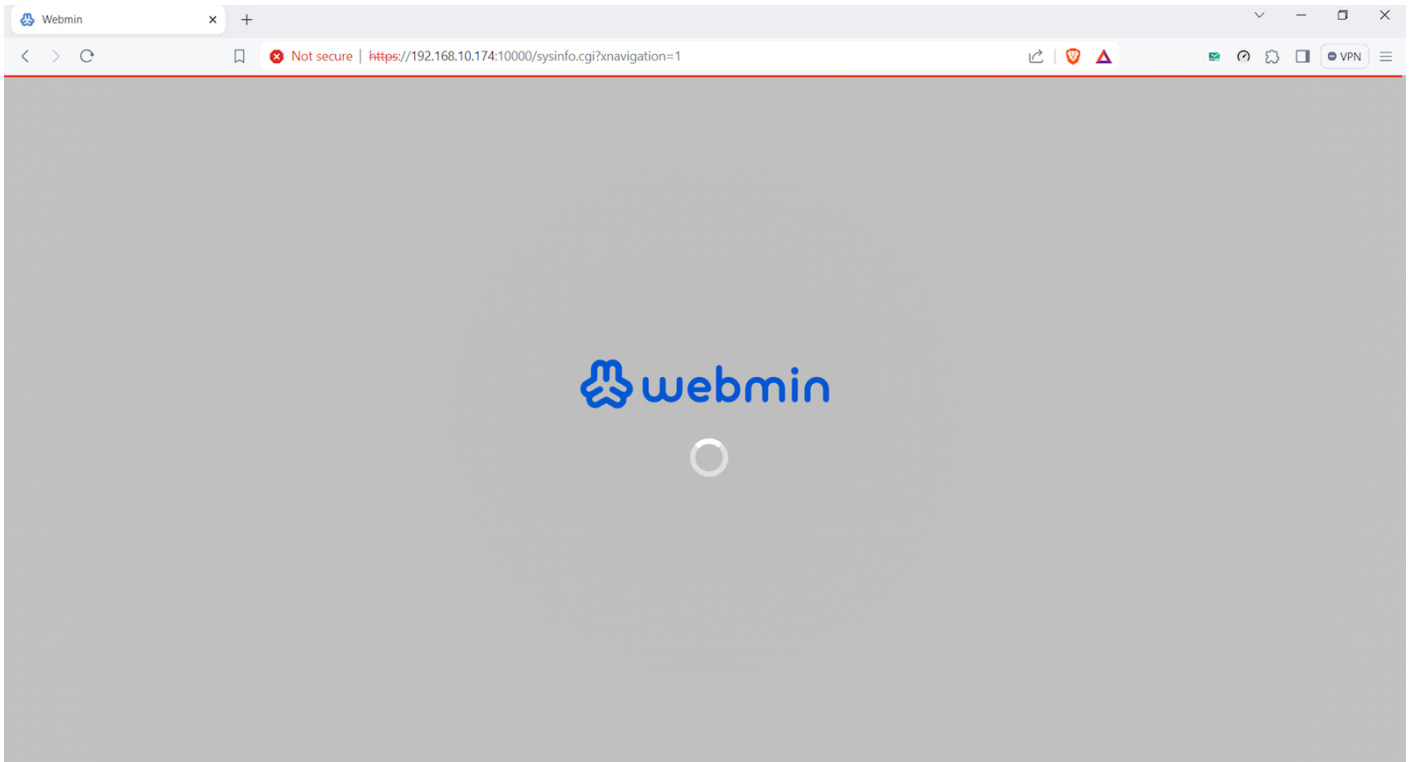 Webmin
Not secure | https://192.168.10.174:10000/sysinfo.cgi?xnavigation=1
VPN
webmin